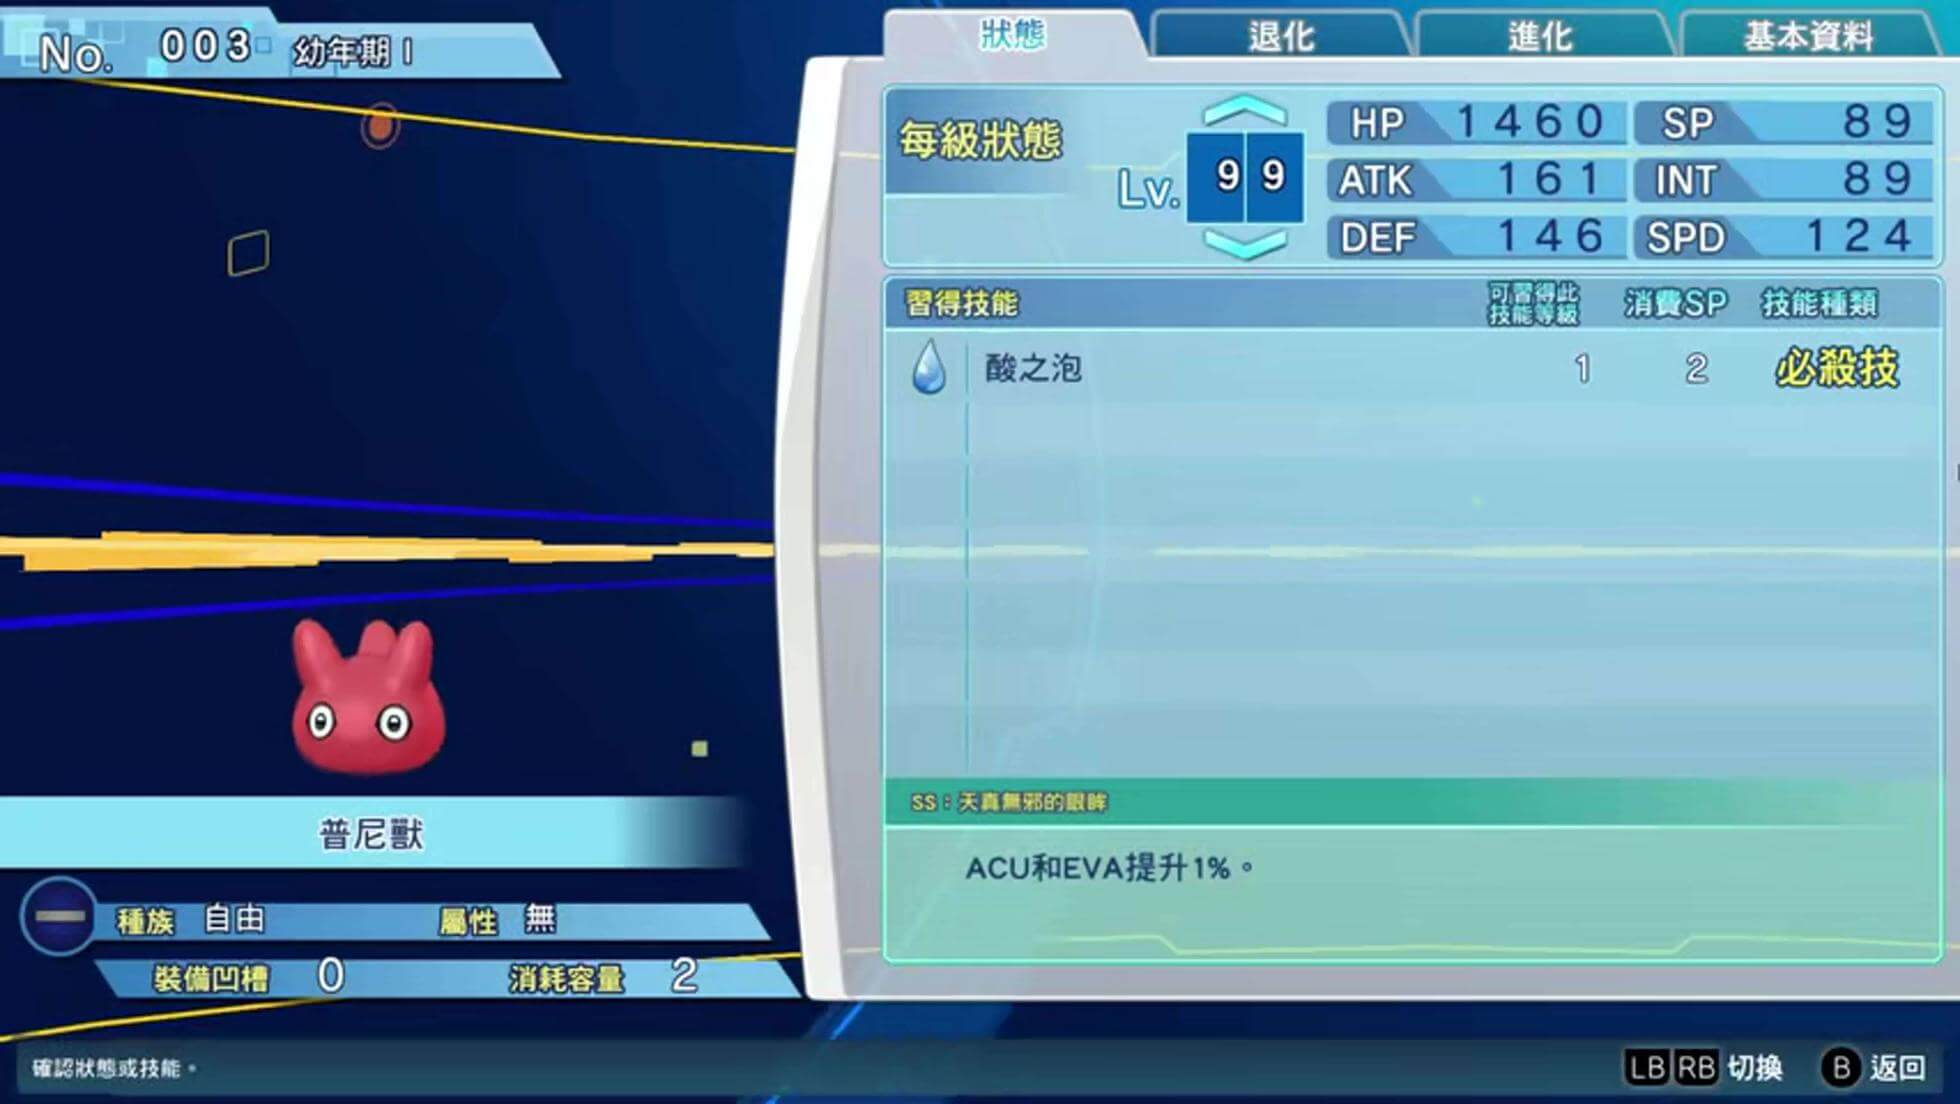 No. 003 幼年期 I
狀態 退化 進化 基本資料
每級狀態
Lv. 99
HP 1460 SP 89
ATK 161 INT 89
DEF 146 SPD 124
習得技能 可習得此技能等級 消費SP 技能種類
酸之泡 1 2 必殺技
SS：天真無邪的眼眸
ACU和EVA提升1%。
普尼獸
種族 自由 屬性 無
裝備凹槽 0 消耗容量 2
確認狀態或技能。
LB RB 切換 B 返回